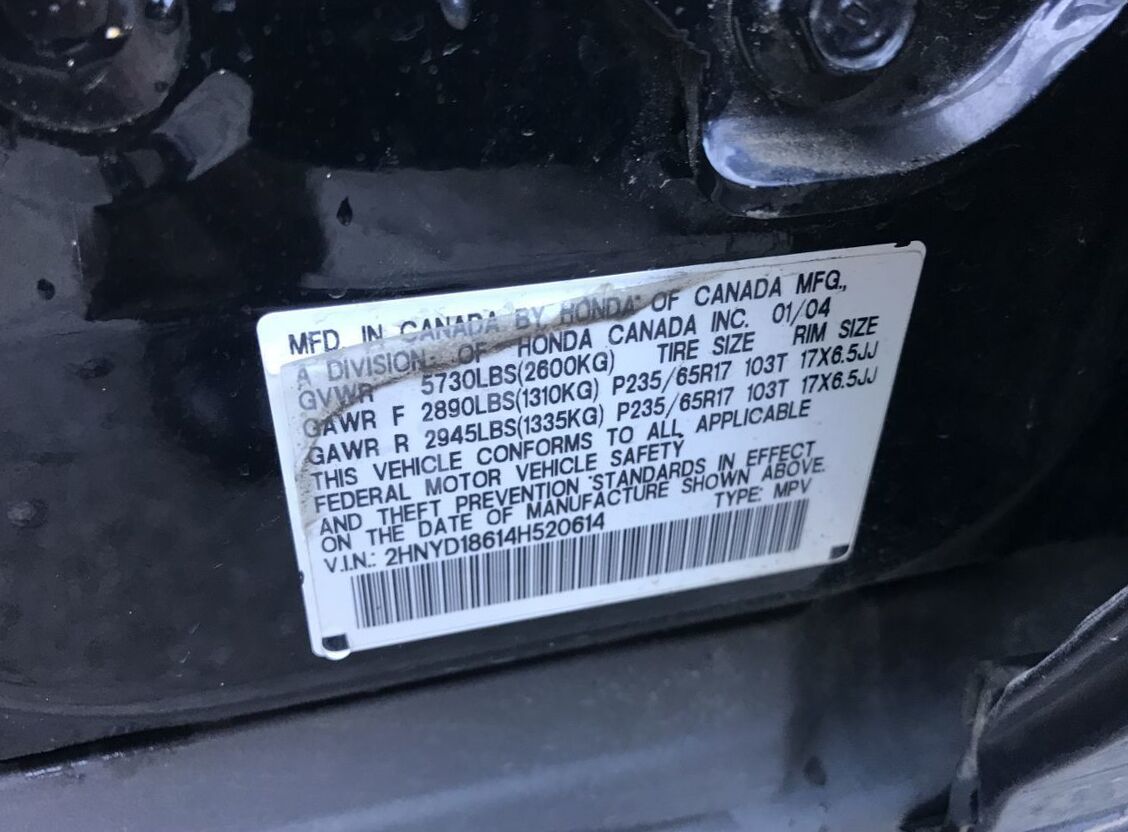 MFD. IN CANADA BY HONDA OF CANADA MFG.,
A DIVISION OF HONDA CANADA INC. 01/04
GVWR 5730LBS(2600KG) TIRE SIZE RIM SIZE
GAWR F 2890LBS(1310KG) P235/65R17 103T 17X6.5JJ
GAWR R 2945LBS(1335KG) P235/65R17 103T 17X6.5JJ
THIS VEHICLE CONFORMS TO ALL APPLICABLE
FEDERAL MOTOR VEHICLE SAFETY
AND THEFT PREVENTION STANDARDS IN EFFECT
ON THE DATE OF MANUFACTURE SHOWN ABOVE.
V.I.N.: 2HNYD18614H520614 TYPE: MPV